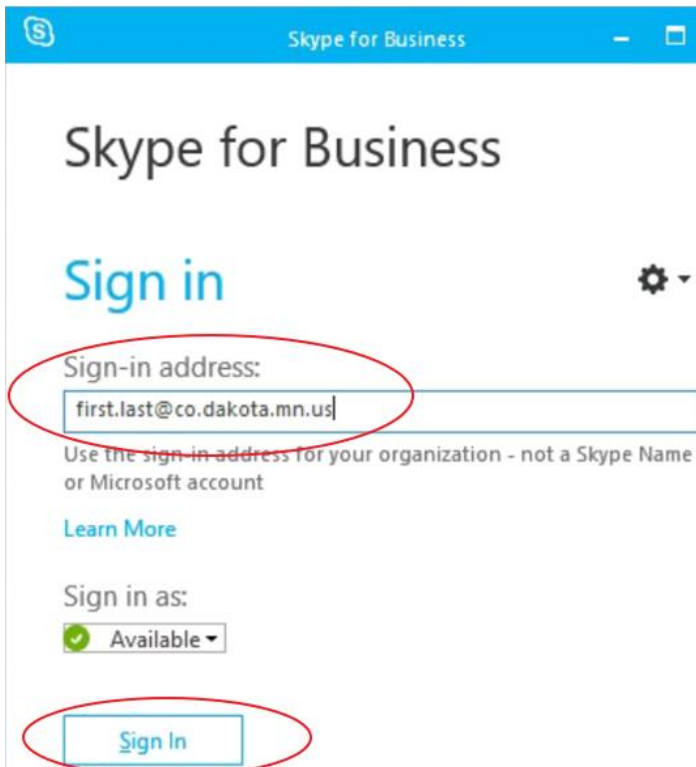 Skype for Business
Skype for Business
Sign in
Sign-in address:
first.last@co.dakota.mn.us
Use the sign-in address for your organization - not a Skype Name
or Microsoft account
Learn More
Sign in as:
Available
Sign In